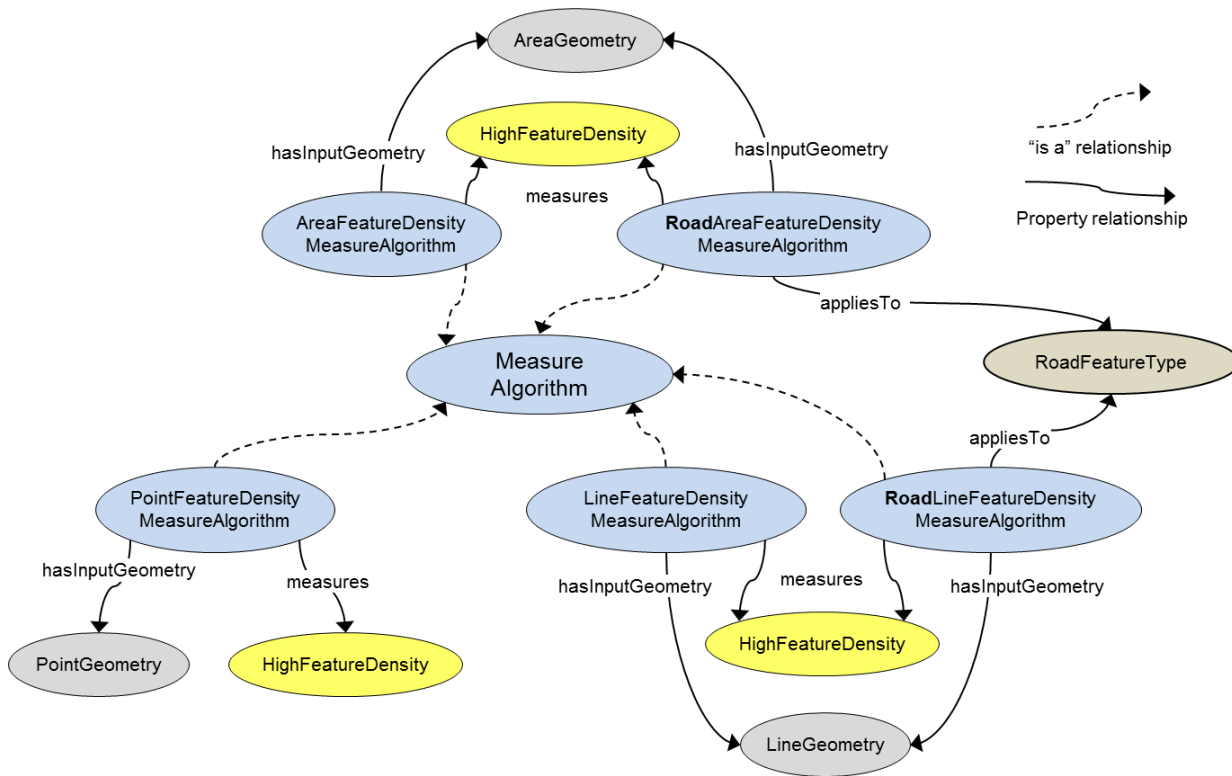 AreaGeometry
HighFeatureDensity
hasInputGeometry
hasInputGeometry
“is a” relationship
measures
Property relationship
AreaFeatureDensity
MeasureAlgorithm
RoadAreaFeatureDensity
MeasureAlgorithm
appliesTo
Measure
Algorithm
RoadFeatureType
appliesTo
PointFeatureDensity
MeasureAlgorithm
LineFeatureDensity
MeasureAlgorithm
RoadLineFeatureDensity
MeasureAlgorithm
hasInputGeometry
measures
hasInputGeometry
measures
hasInputGeometry
PointGeometry
HighFeatureDensity
HighFeatureDensity
LineGeometry